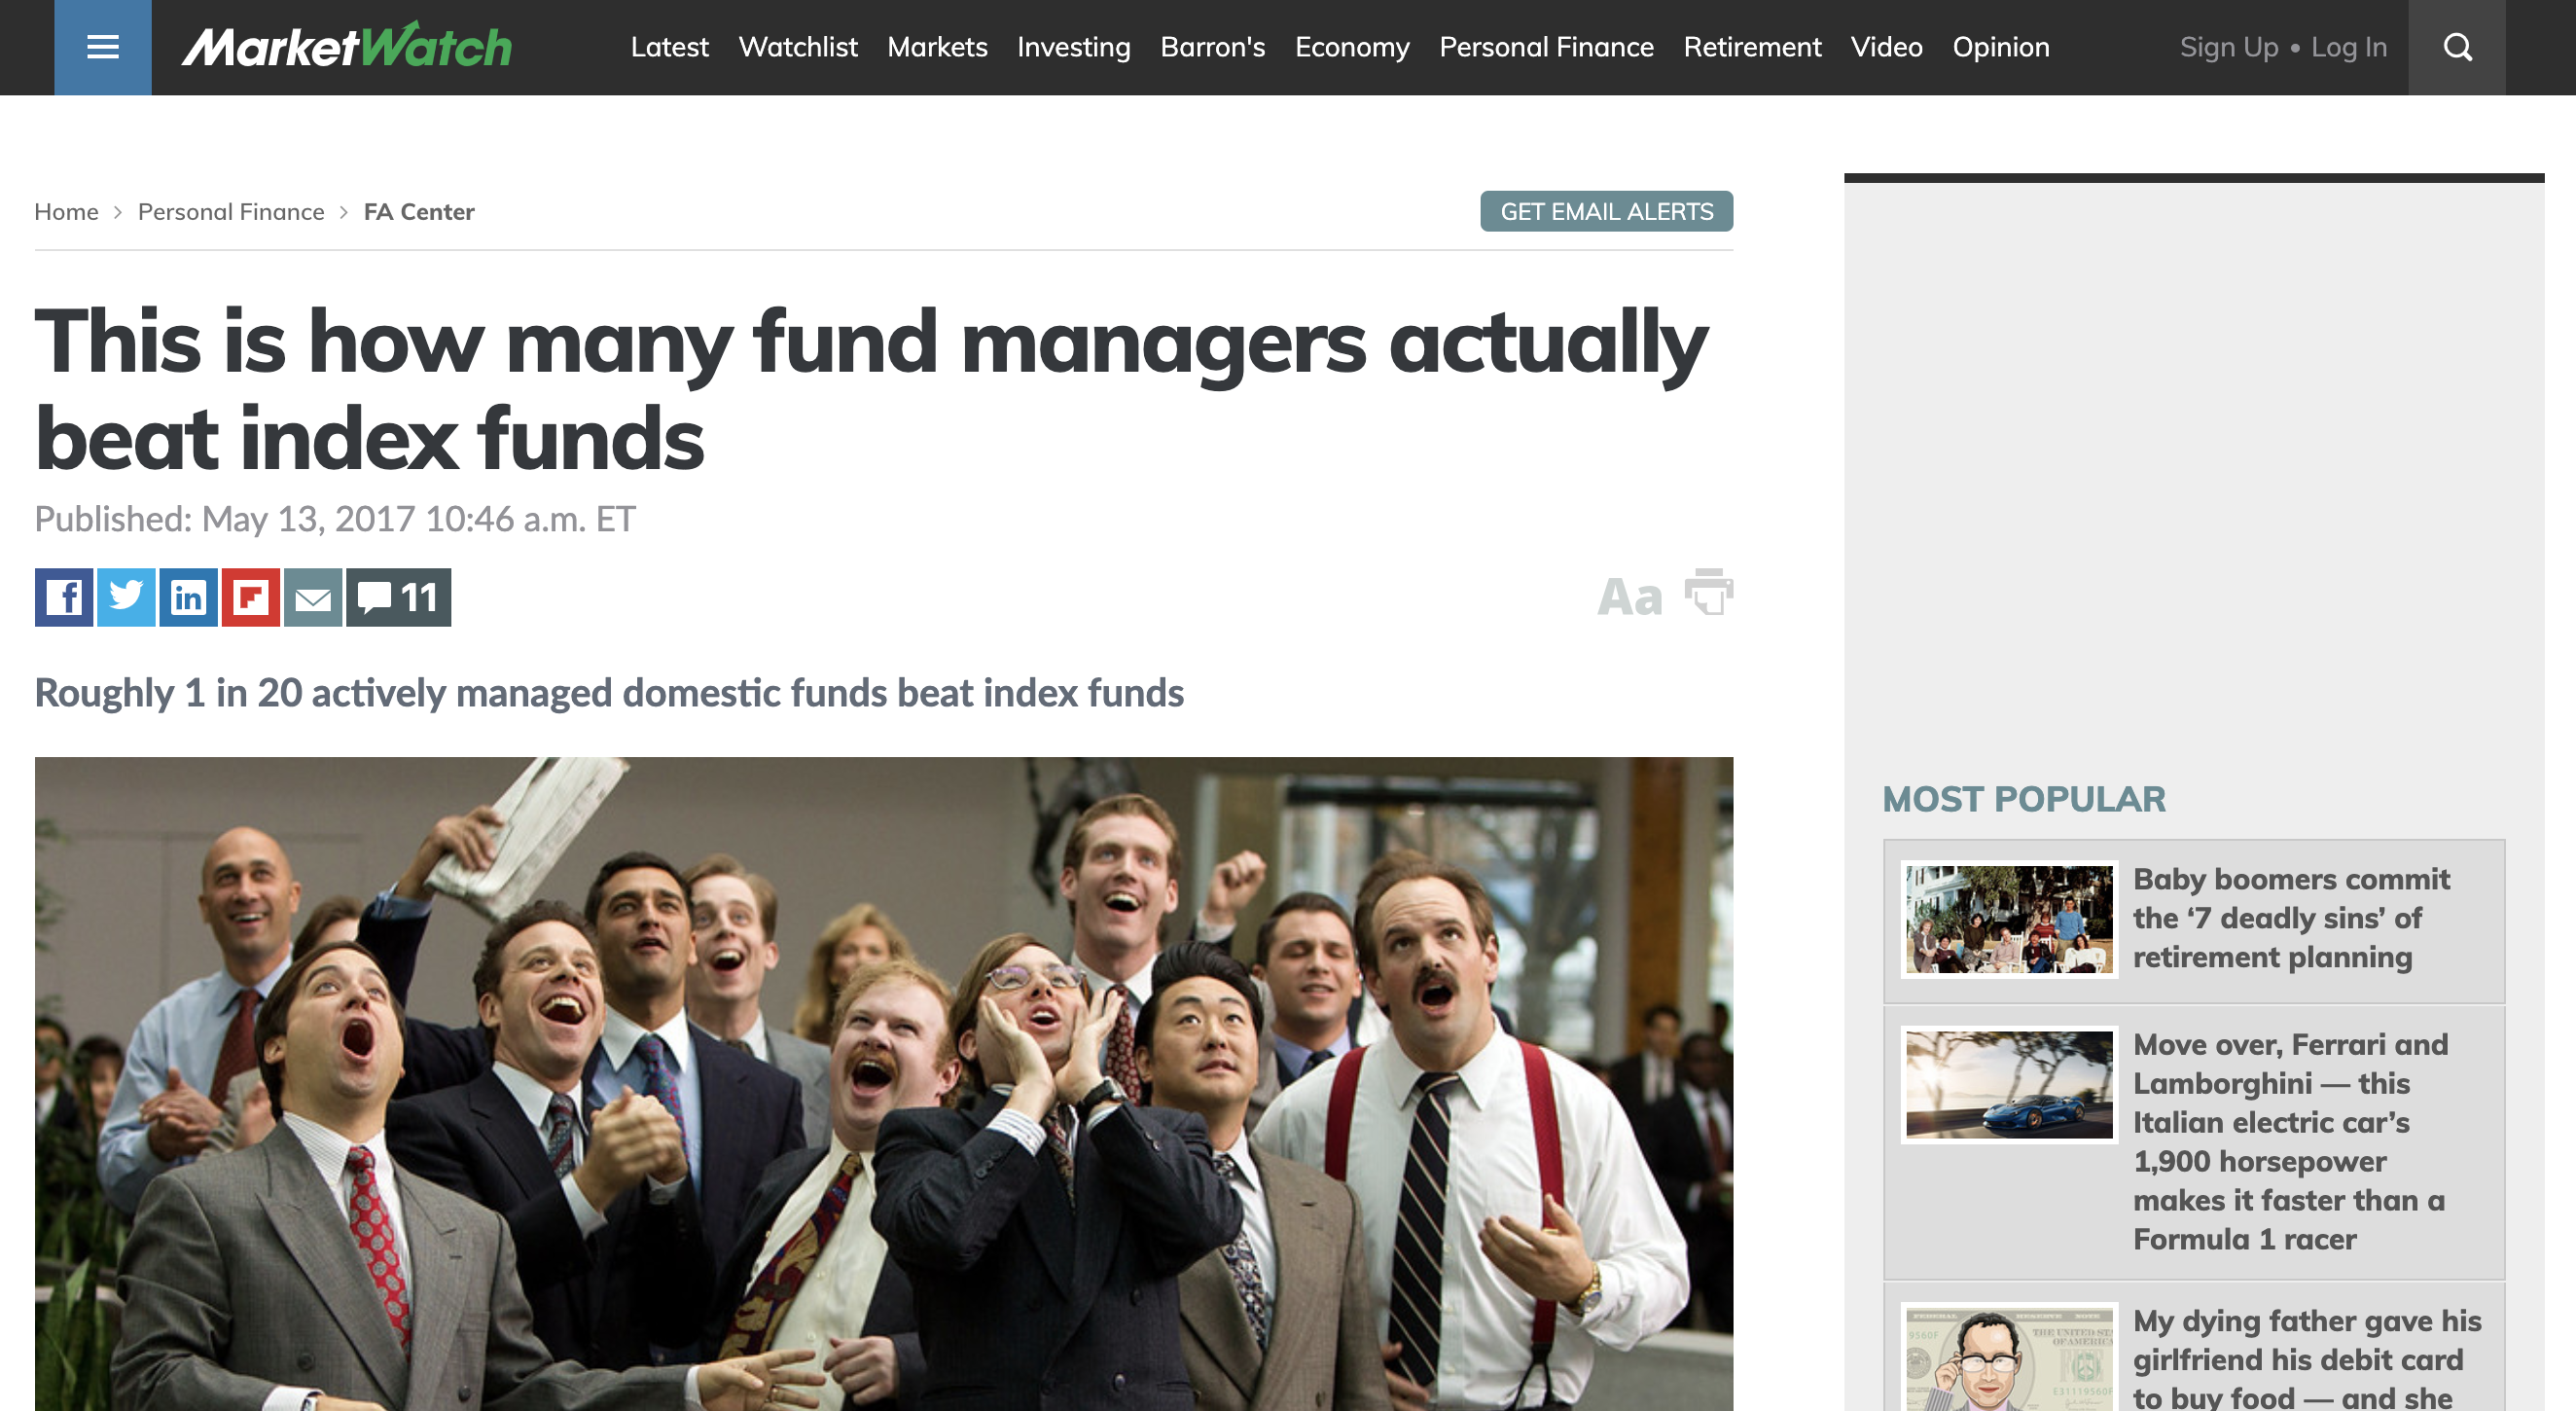 MarketWatch
Latest Watchlist Markets Investing Barron's Economy Personal Finance Retirement Video Opinion
Sign Up • Log In
Home > Personal Finance > FA Center
GET EMAIL ALERTS
This is how many fund managers actually
beat index funds
Published: May 13, 2017 10:46 a.m. ET
11
Aa
Roughly 1 in 20 actively managed domestic funds beat index funds
MOST POPULAR
Baby boomers commit
the ‘7 deadly sins’ of
retirement planning
Move over, Ferrari and
Lamborghini — this
Italian electric car’s
1,900 horsepower
makes it faster than a
Formula 1 racer
My dying father gave his
girlfriend his debit card
to buy food — and she